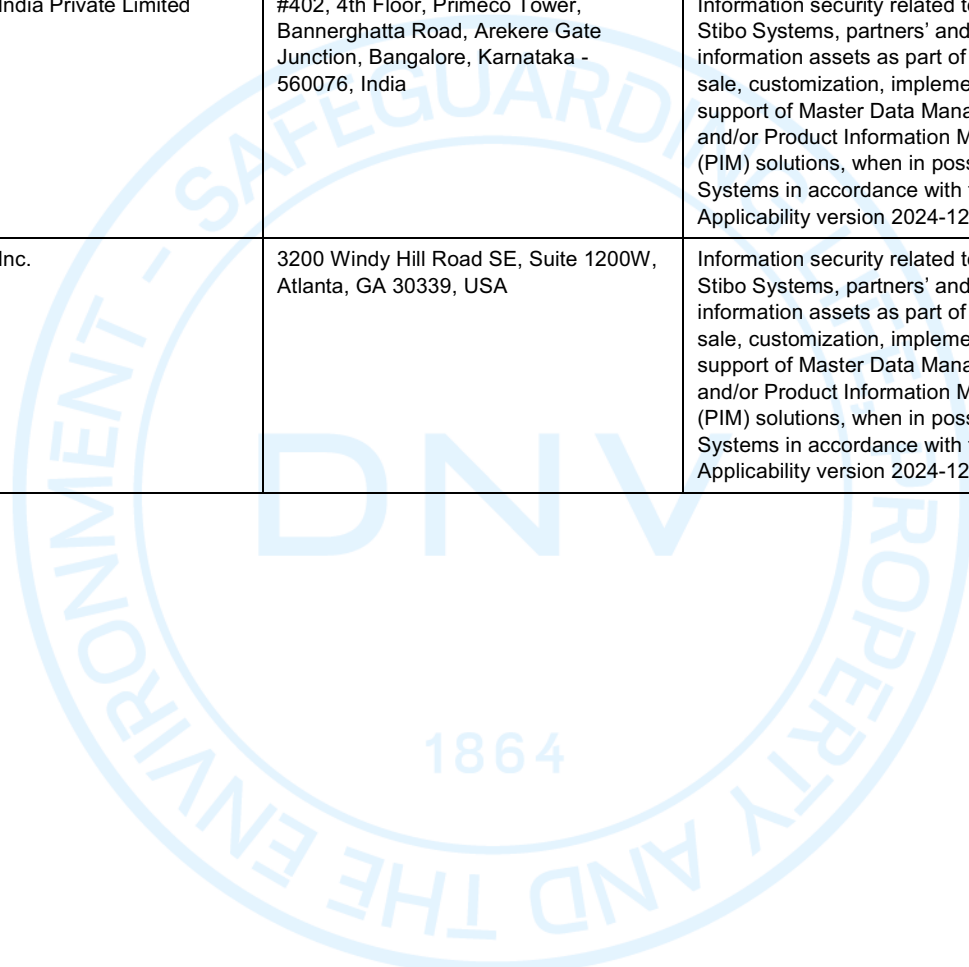 India Private Limited
#402, 4th Floor, Primeco Tower,
Bannerghatta Road, Arekere Gate
Junction, Bangalore, Karnataka -
560076, India
Information security related to
Stibo Systems, partners’ and
information assets as part of
sale, customization, impleme
support of Master Data Mana
and/or Product Information M
(PIM) solutions, when in poss
Systems in accordance with
Applicability version 2024-12
Inc.
3200 Windy Hill Road SE, Suite 1200W,
Atlanta, GA 30339, USA
Information security related to
Stibo Systems, partners’ and
information assets as part of
sale, customization, impleme
support of Master Data Mana
and/or Product Information M
(PIM) solutions, when in poss
Systems in accordance with
Applicability version 2024-12
SAFEGUARDING LIFE, PROPERTY AND THE ENVIRONMENT -
DNV
1864